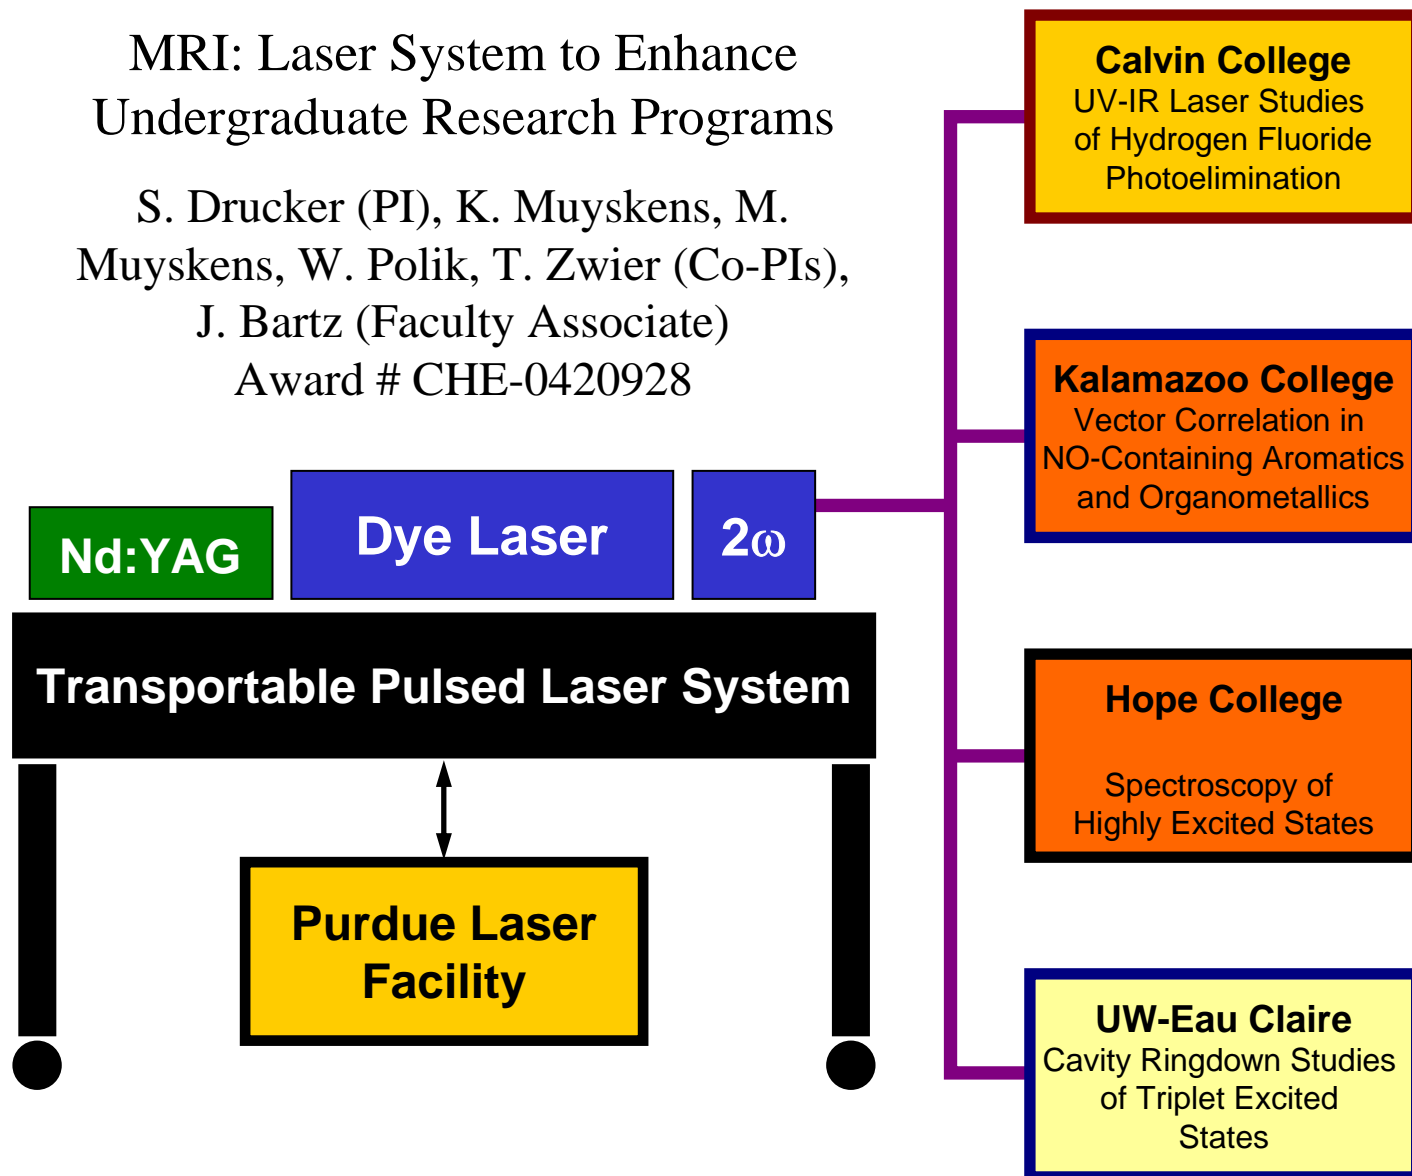 MRI: Laser System to Enhance
Undergraduate Research Programs
S. Drucker (PI), K. Muyskens, M.
Muyskens, W. Polik, T. Zwier (Co-PIs),
J. Bartz (Faculty Associate)
Award # CHE-0420928
Nd:YAG
Dye Laser
2ω
Transportable Pulsed Laser System
Purdue Laser
Facility
Calvin College
UV-IR Laser Studies
of Hydrogen Fluoride
Photoelimination
Kalamazoo College
Vector Correlation in
NO-Containing Aromatics
and Organometallics
Hope College
Spectroscopy of
Highly Excited States
UW-Eau Claire
Cavity Ringdown Studies
of Triplet Excited
States